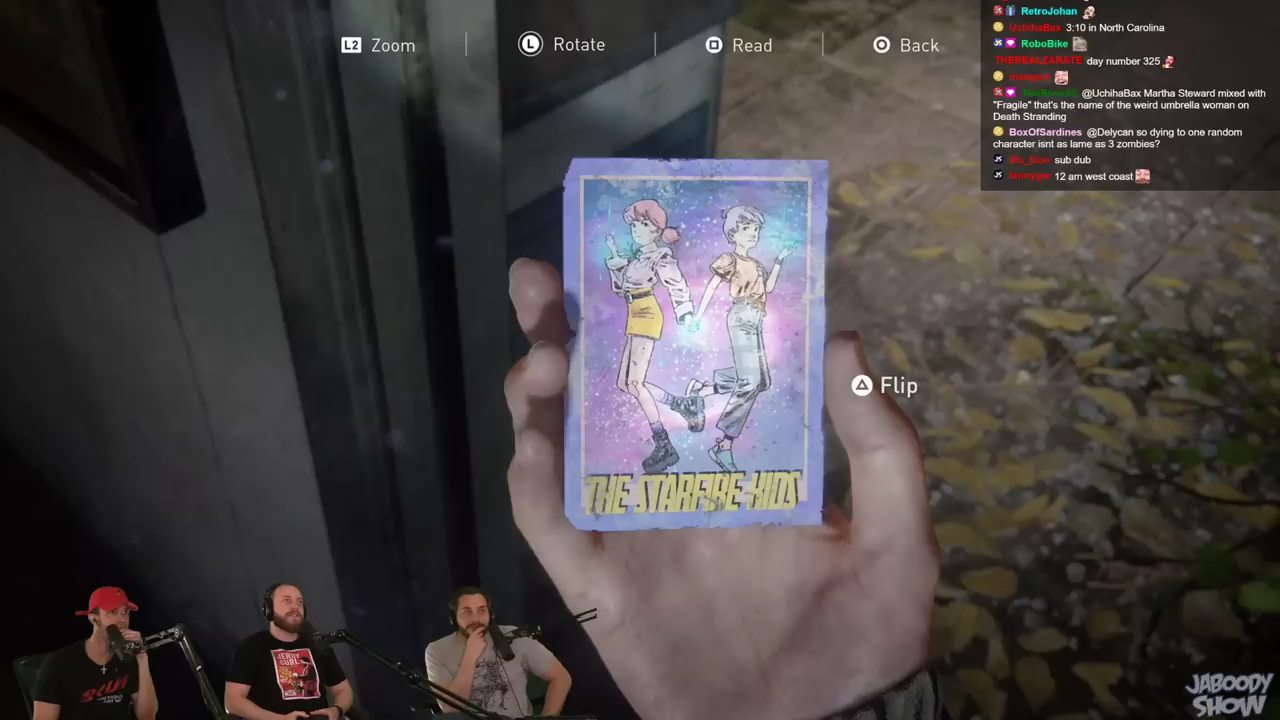 L2 Zoom
L Rotate
Read
Back
RetroJohan
UchihaBax 3:10 in North Carolina
RoboBike
THEREALZARATE day number 325
@UchihaBax Martha Steward mixed with
"Fragile" that's the name of the weird umbrella woman on
Death Stranding
BoxOfSardines @Delycan so dying to one random
character isnt as lame as 3 zombies?
sub dub
12 am west coast
Flip
THE STARFIRE KIDS
JERRY
JABOODY
SHOW